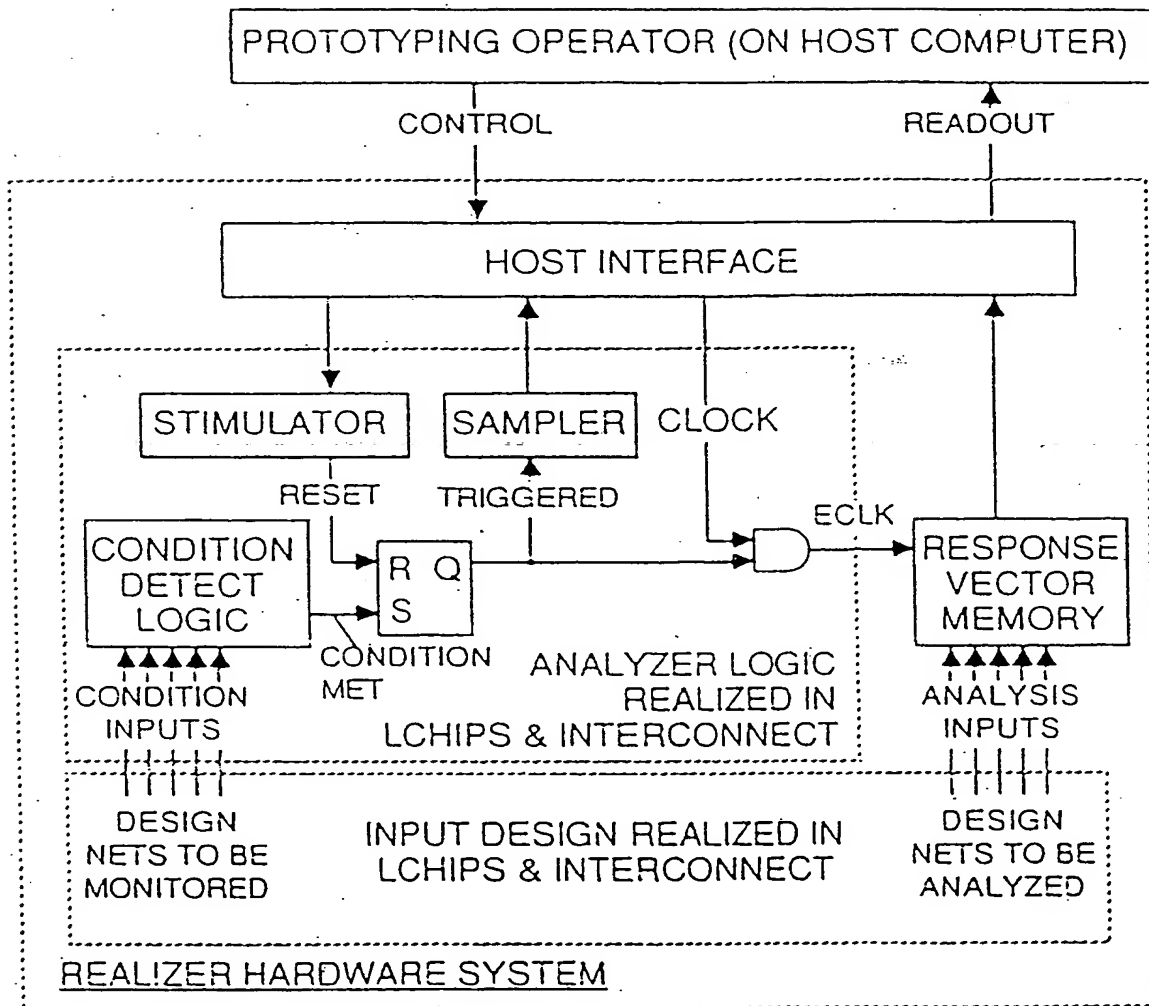 PROTOTYPING OPERATOR (ON HOST COMPUTER)
CONTROL
READOUT
HOST INTERFACE
STIMULATOR
SAMPLER
CLOCK
RESET
TRIGGERED
ECLK
CONDITION
DETECT
LOGIC
R Q
S
RESPONSE
VECTOR
MEMORY
CONDITION
MET
CONDITION
INPUTS
ANALYZER LOGIC
REALIZED IN
LCHIPS & INTERCONNECT
ANALYSIS
INPUTS
DESIGN
NETS TO BE
MONITORED
INPUT DESIGN REALIZED IN
LCHIPS & INTERCONNECT
DESIGN
NETS TO BE
ANALYZED
REALIZER HARDWARE SYSTEM